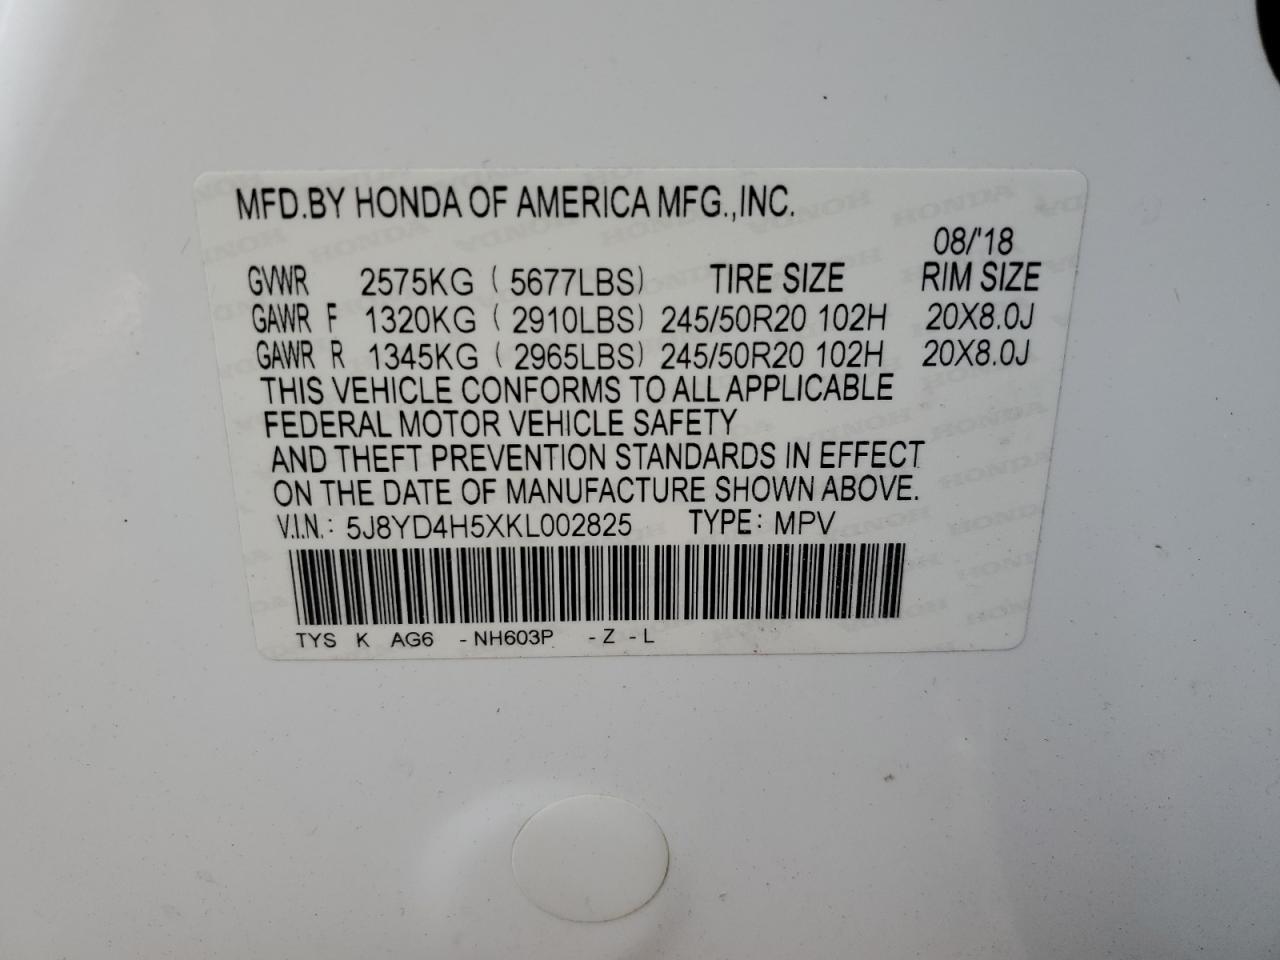 MFD.BY HONDA OF AMERICA MFG.,INC.
08/'18
GVWR 2575KG ( 5677LBS) TIRE SIZE RIM SIZE
GAWR F 1320KG ( 2910LBS) 245/50R20 102H 20X8.0J
GAWR R 1345KG ( 2965LBS) 245/50R20 102H 20X8.0J
THIS VEHICLE CONFORMS TO ALL APPLICABLE
FEDERAL MOTOR VEHICLE SAFETY
AND THEFT PREVENTION STANDARDS IN EFFECT
ON THE DATE OF MANUFACTURE SHOWN ABOVE.
V.I.N.: 5J8YD4H5XKL002825 TYPE: MPV
TYS K AG6 -NH603P -Z -L